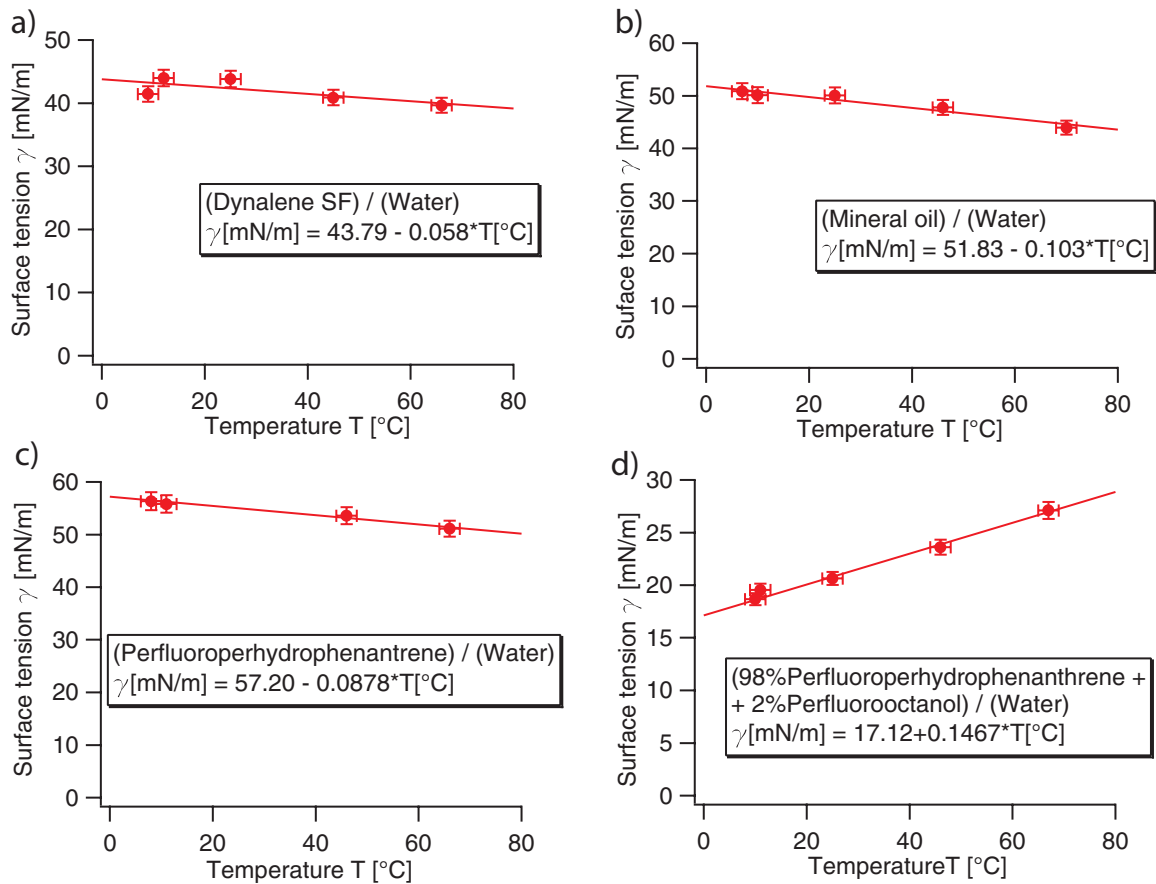 a)
50
40
30
20
10
0
Surface tension γ [mN/m]
(Dynalene SF) / (Water)
γ[mN/m] = 43.79 - 0.058*T[°C]
0 20 40 60 80
Temperature T [°C]
b)
60
50
40
30
20
10
0
Suface tension γ [mN/m]
(Mineral oil) / (Water)
γ[mN/m] = 51.83 - 0.103*T[°C]
0 20 40 60 80
Temperature T [°C]
c)
60
50
40
30
20
10
0
Surface tension γ [mN/m]
(Perfluoroperhydrophenantrene) / (Water)
γ[mN/m] = 57.20 - 0.0878*T[°C]
0 20 40 60 80
Temperature T [°C]
d)
30
25
20
15
10
5
0
Surface tension γ [mN/m]
(98%Perfluoroperhydrophenanthrene +
+ 2%Perfluorooctanol) / (Water)
γ[mN/m] = 17.12+0.1467*T[°C]
0 20 40 60 80
TemperatureT [°C]